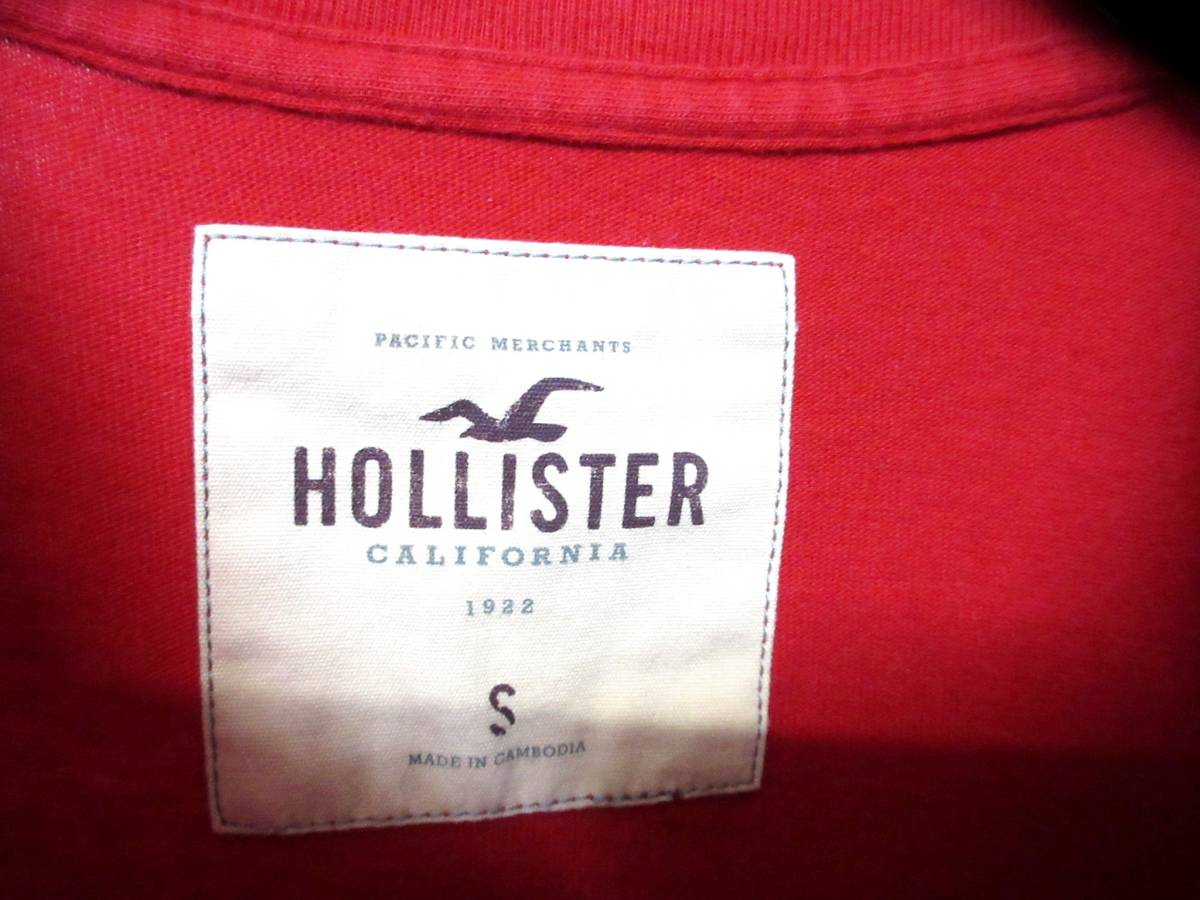 PACIFIC MERCHANTS
HOLLISTER
CALIFORNIA
1922
S
MADE IN CAMBODIA